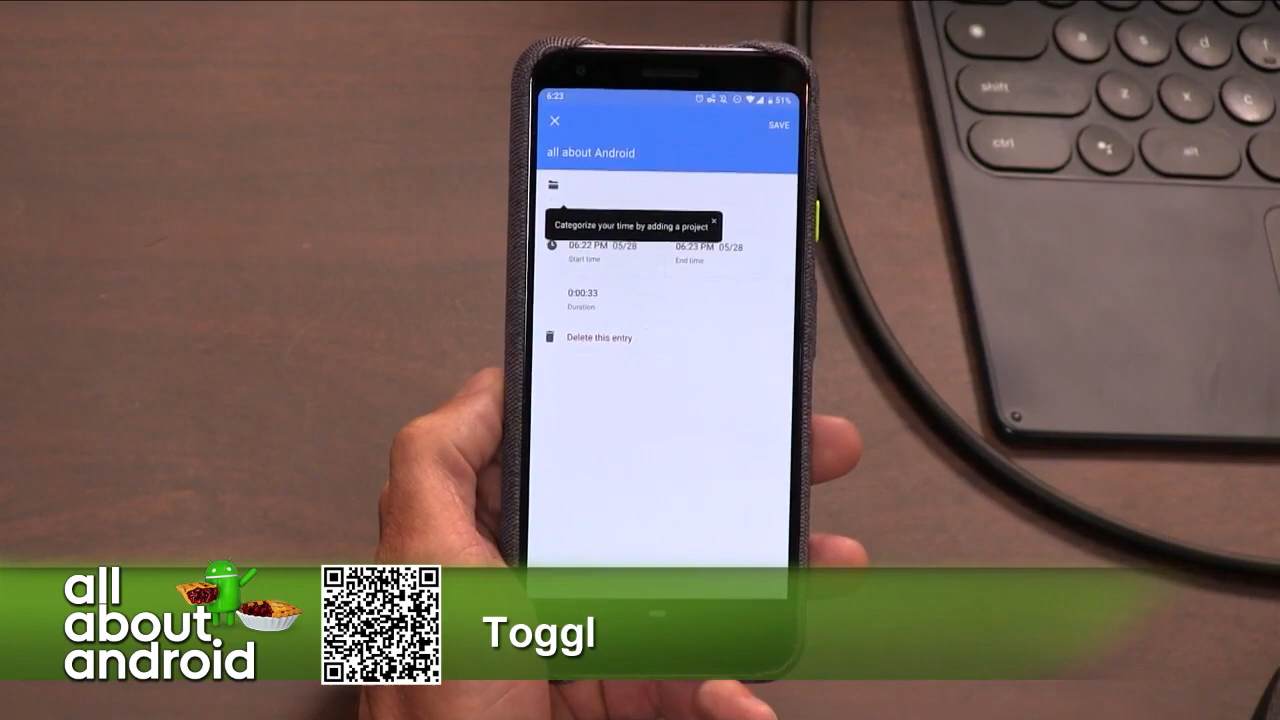 6:23
51%
SAVE
all about Android
Categorize your time by adding a project
06:22 PM 05/28
06:23 PM 05/28
Start time
End time
0:00:33
Duration
Delete this entry
a
s
d
f
shift
z
x
c
ctrl
alt
all
about
android
Toggl